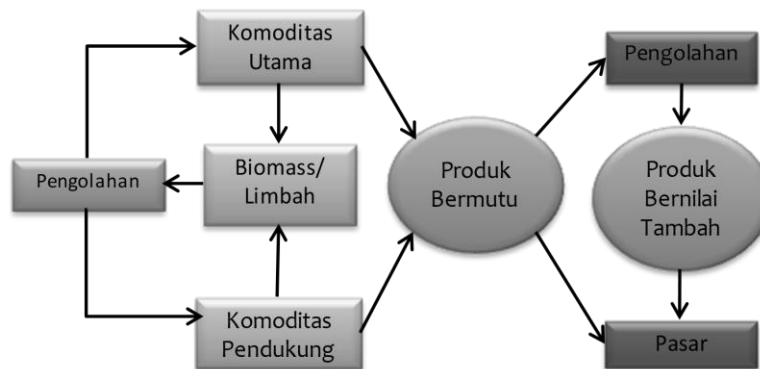 Komoditas
Utama
Pengolahan
Biomass/
Limbah
Pengolahan
Produk
Bermutu
Produk
Bernilai
Tambah
Komoditas
Pendukung
Pasar